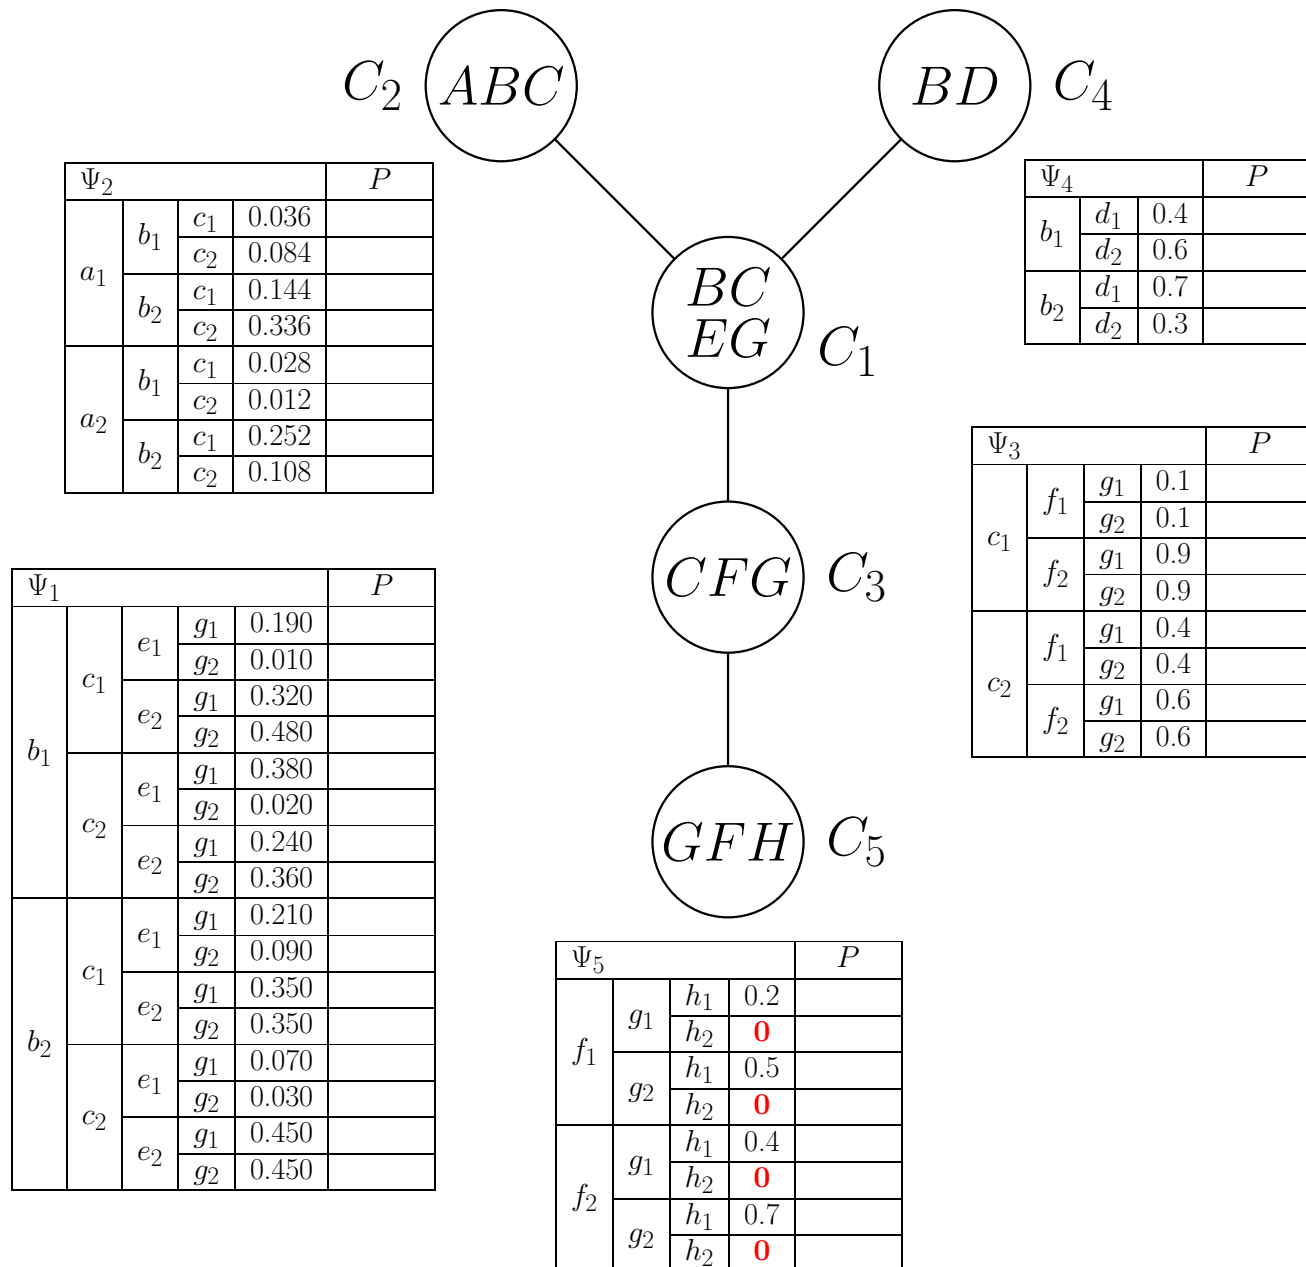 C2 ABC
BD C4
BC
EG C1
CFG C3
GFH C5
Ψ2 P
a1 b1 c1 0.036
c2 0.084
b2 c1 0.144
c2 0.336
a2 b1 c1 0.028
c2 0.012
b2 c1 0.252
c2 0.108
Ψ4 P
b1 d1 0.4
d2 0.6
b2 d1 0.7
d2 0.3
Ψ3 P
c1 f1 g1 0.1
g2 0.1
f2 g1 0.9
g2 0.9
c2 f1 g1 0.4
g2 0.4
f2 g1 0.6
g2 0.6
Ψ1 P
b1 c1 e1 g1 0.190
g2 0.010
e2 g1 0.320
g2 0.480
c2 e1 g1 0.380
g2 0.020
e2 g1 0.240
g2 0.360
b2 c1 e1 g1 0.210
g2 0.090
e2 g1 0.350
g2 0.350
c2 e1 g1 0.070
g2 0.030
e2 g1 0.450
g2 0.450
Ψ5 P
f1 g1 h1 0.2
h2 0
g2 h1 0.5
h2 0
f2 g1 h1 0.4
h2 0
g2 h1 0.7
h2 0